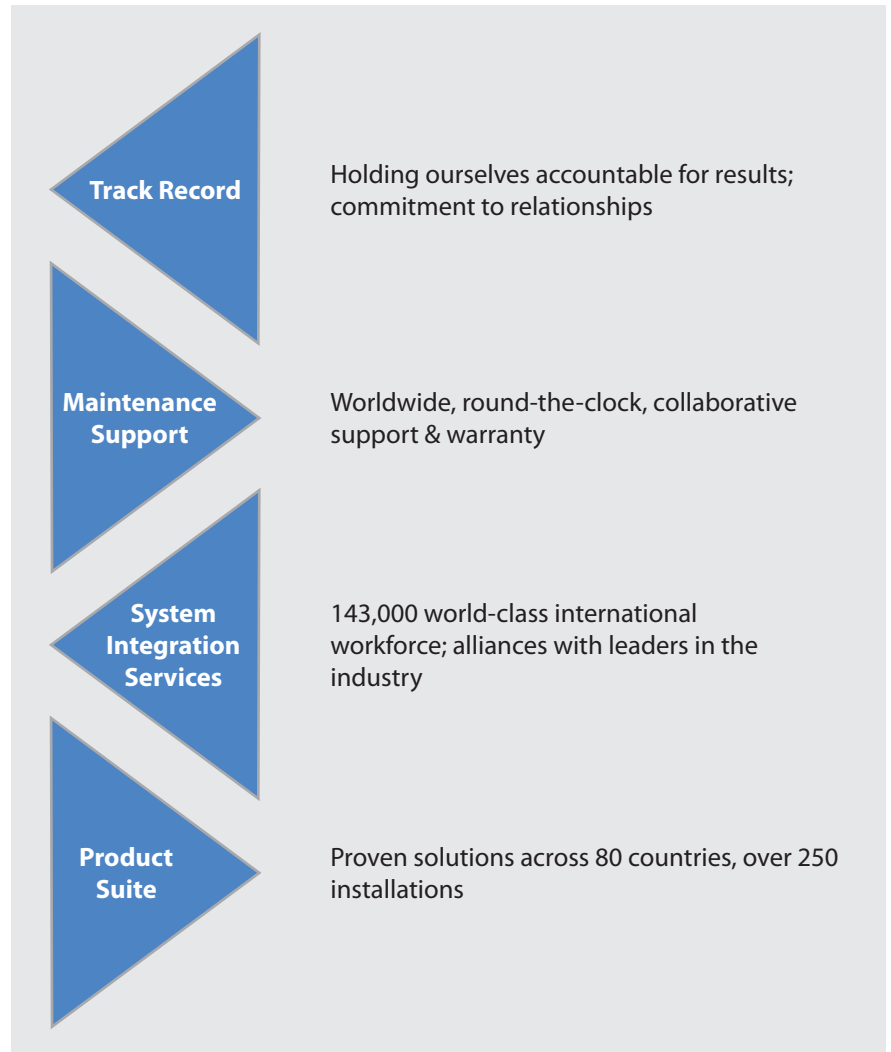 Track Record
Holding ourselves accountable for results;
commitment to relationships
Maintenance
Support
Worldwide, round-the-clock, collaborative
support & warranty
System
Integration
Services
143,000 world-class international
workforce; alliances with leaders in the
industry
Product
Suite
Proven solutions across 80 countries, over 250
installations